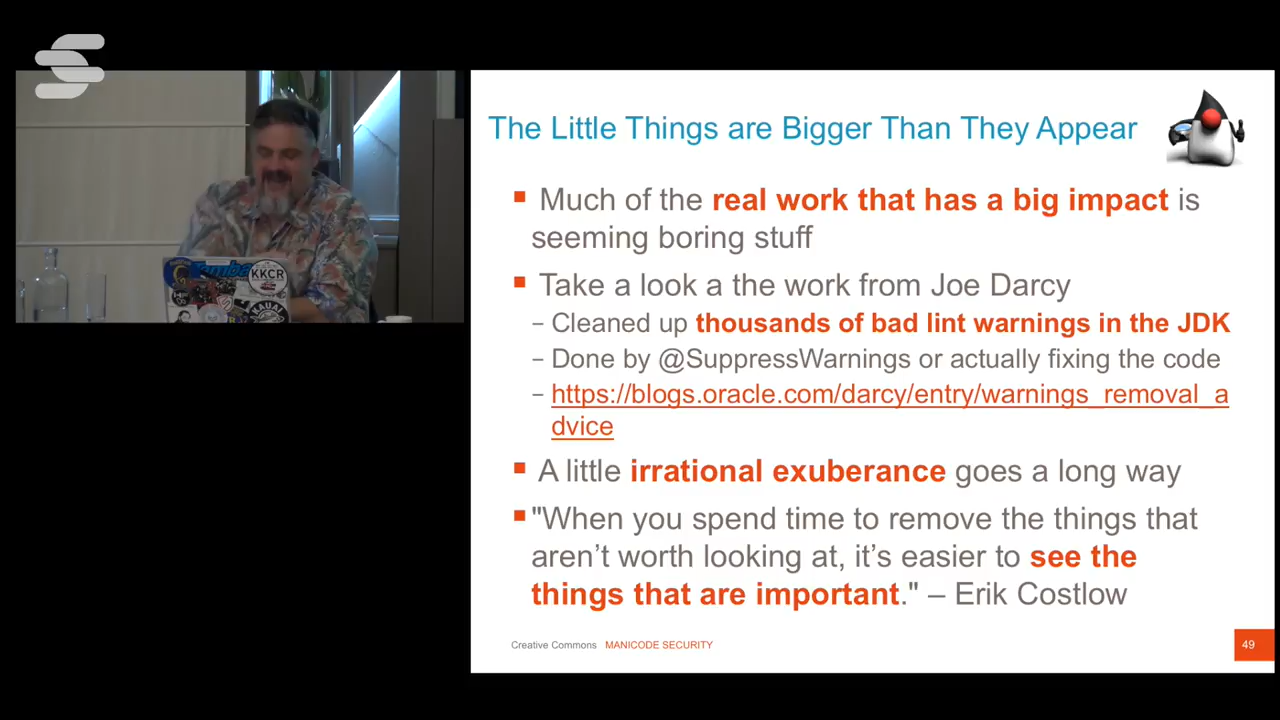 The Little Things are Bigger Than They Appear
Much of the real work that has a big impact is
seeming boring stuff
Take a look a the work from Joe Darcy
– Cleaned up thousands of bad lint warnings in the JDK
– Done by @SuppressWarnings or actually fixing the code
– https://blogs.oracle.com/darcy/entry/warnings_removal_a
dvice
A little irrational exuberance goes a long way
"When you spend time to remove the things that
aren’t worth looking at, it’s easier to see the
things that are important." – Erik Costlow
Creative Commons MANICODE SECURITY
49
KKCR
KAUAI